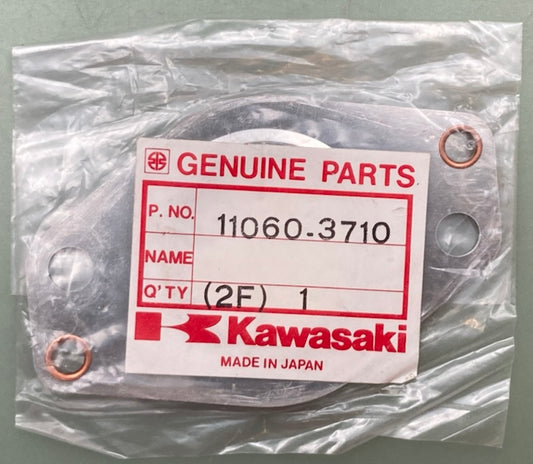 GENUINE PARTS
P. NO. 11060-3710
NAME
Q'TY (2F) 1
Kawasaki
MADE IN JAPAN